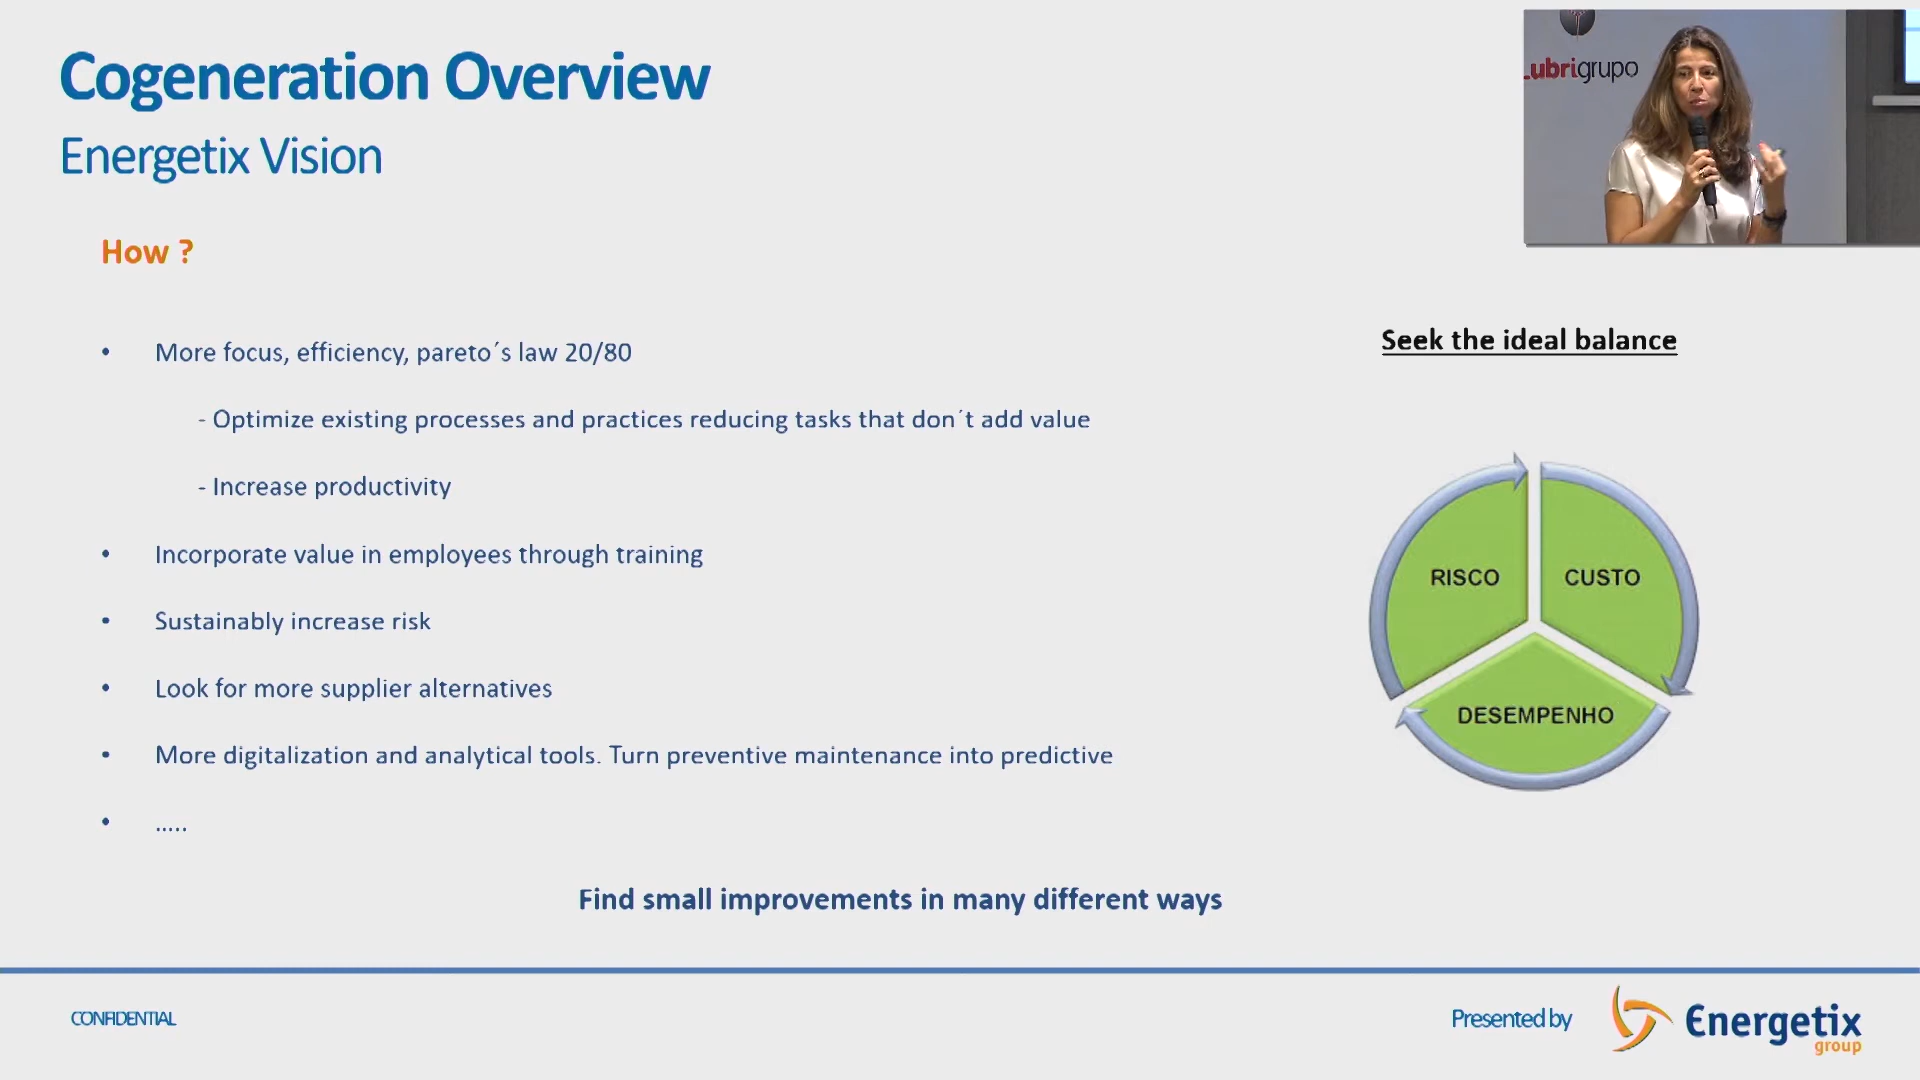 Cogeneration Overview
Energetix Vision
Lubrigrupo
How ?
• More focus, efficiency, pareto´s law 20/80
- Optimize existing processes and practices reducing tasks that don´t add value
- Increase productivity
• Incorporate value in employees through training
• Sustainably increase risk
• Look for more supplier alternatives
• More digitalization and analytical tools. Turn preventive maintenance into predictive
• .....
Seek the ideal balance
RISCO
CUSTO
DESEMPENHO
Find small improvements in many different ways
CONFIDENTIAL
Presented by
Energetix
group